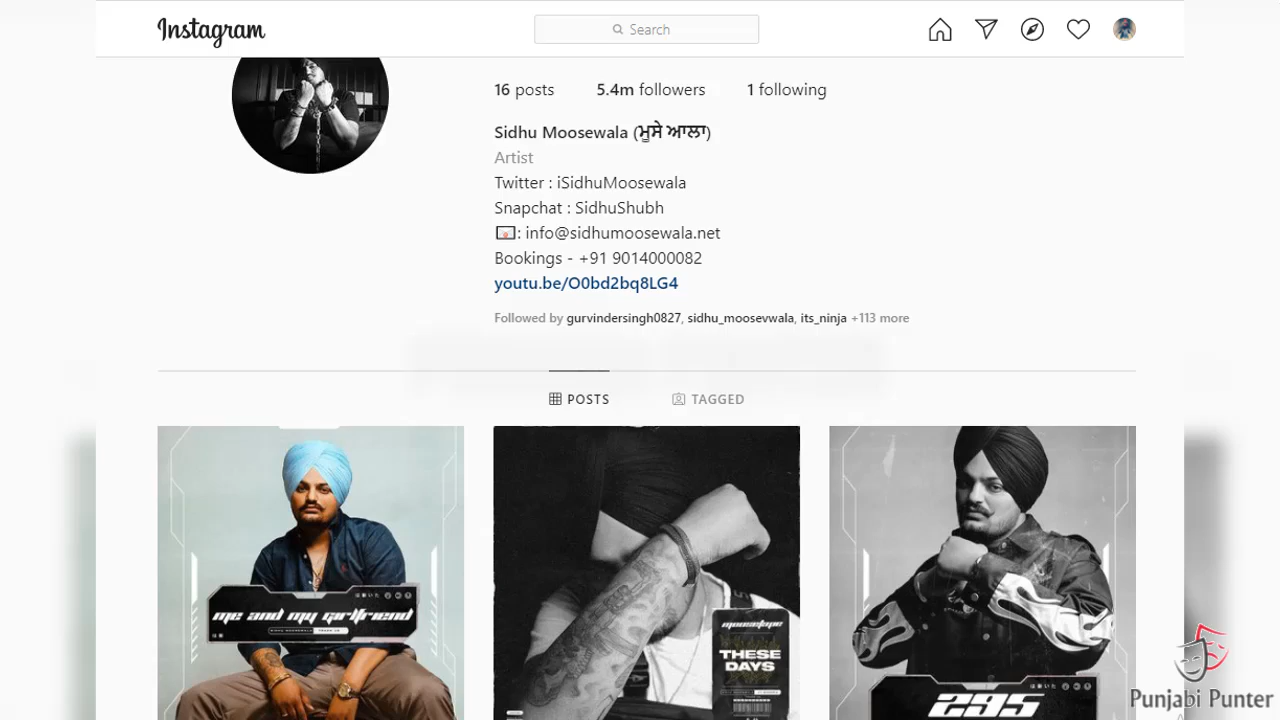 Instagram
Search
16 posts 5.4m followers 1 following
Sidhu Moosewala (ਮੂਸੇ ਆਲਾ)
Artist
Twitter : iSidhuMoosewala
Snapchat : SidhuShubh
💌: info@sidhumoosewala.net
Bookings - +91 9014000082
youtu.be/O0bd2bq8LG4
Followed by gurvindersingh0827, sidhu_moosevwala, its_ninja +113 more
POSTS TAGGED
me and my girlfriend
moosetape
THESE
DAYS
295
Punjabi Punter